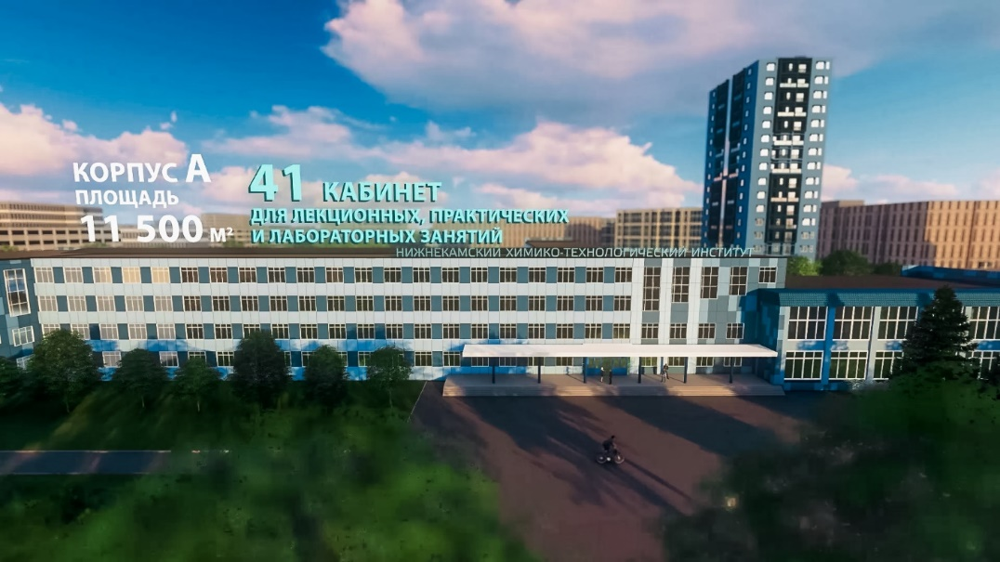 КОРПУС А
ПЛОЩАДЬ
11 500 м²
41 КАБИНЕТ
ДЛЯ ЛЕКЦИОННЫХ, ПРАКТИЧЕСКИХ
И ЛАБОРАТОРНЫХ ЗАНЯТИЙ
НИЖНЕКАМСКИЙ ХИМИКО-ТЕХНОЛОГИЧЕСКИЙ ИНСТИТУТ